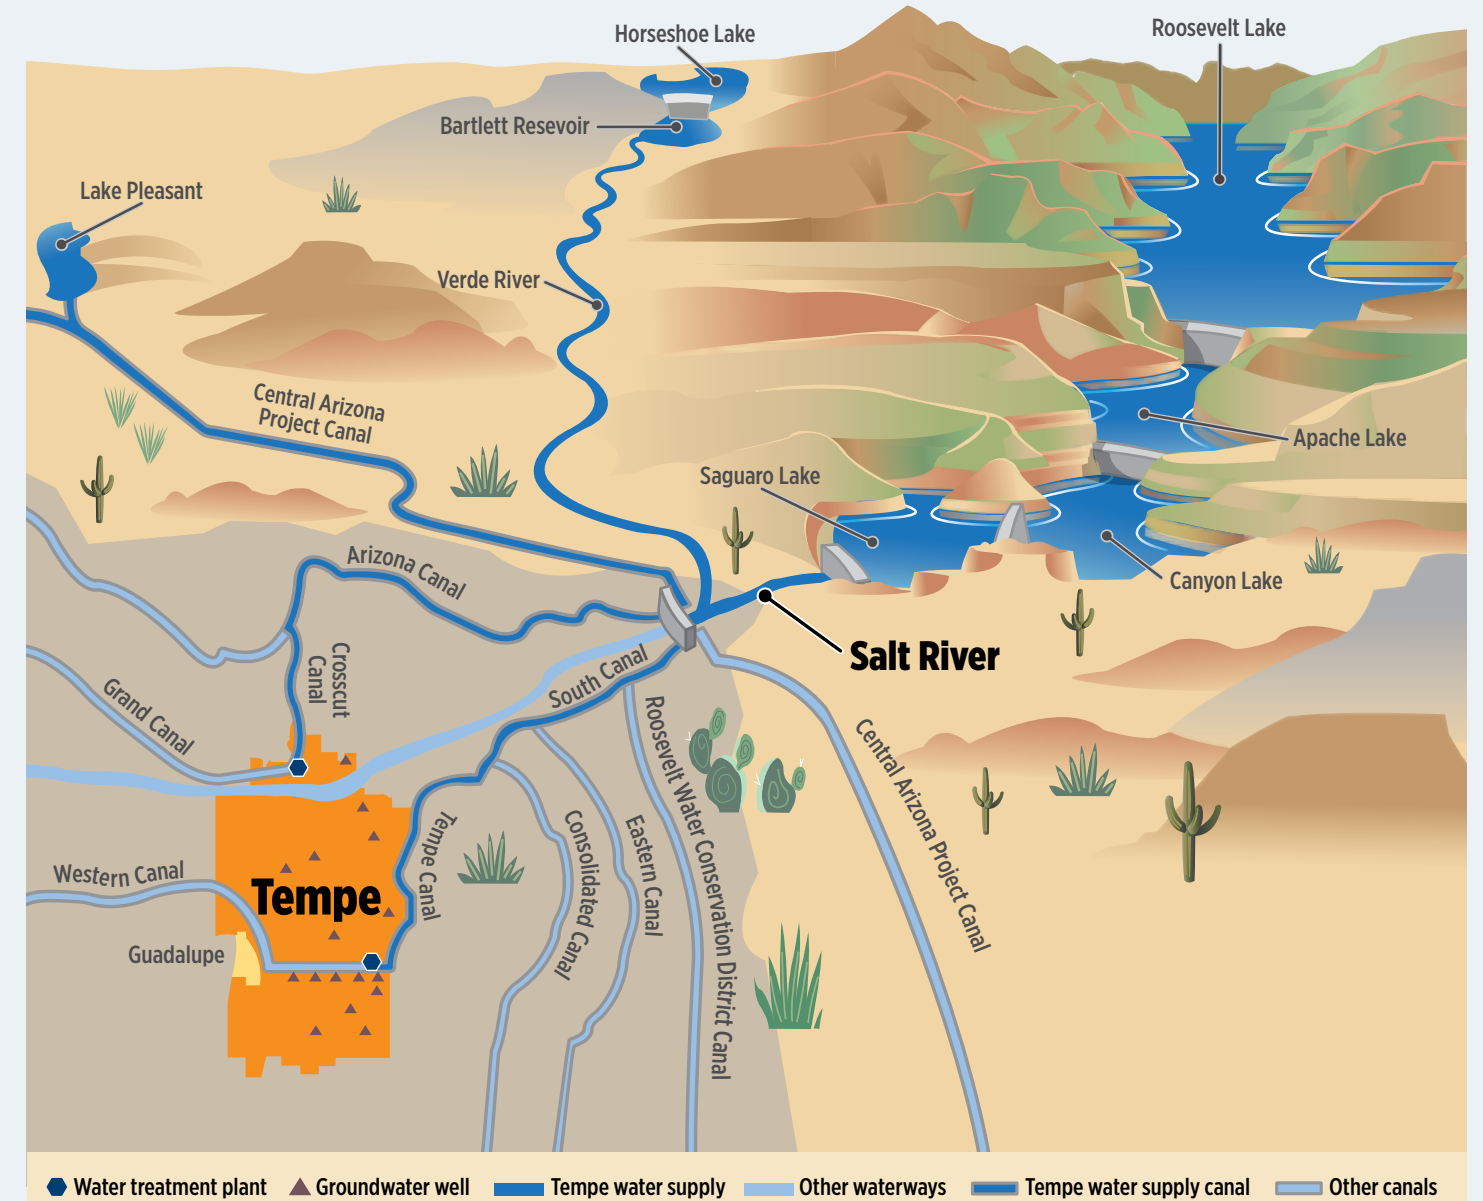 Horseshoe Lake
Roosevelt Lake
Bartlett Resevoir
Lake Pleasant
Verde River
Central Arizona
Project Canal
Apache Lake
Saguaro Lake
Arizona Canal
Canyon Lake
Salt River
Crosscut
Canal
South Canal
Grand Canal
Roosevelt Water Conservation District Canal
Central Arizona Project Canal
Tempe Canal
Consolidated Canal
Eastern Canal
Western Canal
Tempe
Guadalupe
Water treatment plant
Groundwater well
Tempe water supply
Other waterways
Tempe water supply canal
Other canals